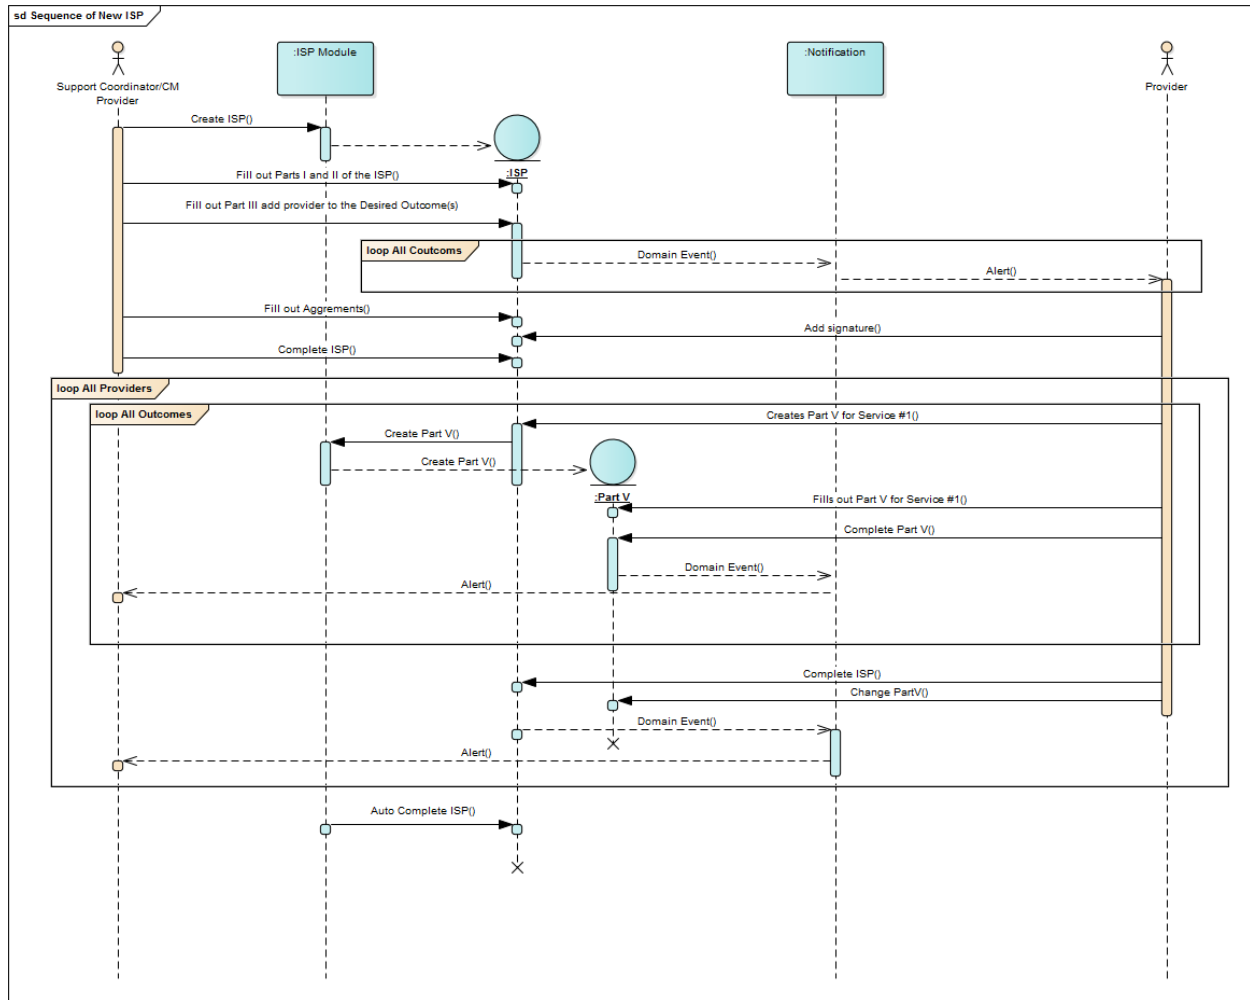 sd Sequence of New ISP
:ISP Module
:Notification
Support Coordinator/CM
Provider
Provider
Create ISP()
:ISP
Fill out Parts I and II of the ISP()
Fill out Part III add provider to the Desired Outcome(s)
loop All Coutcoms
Domain Event()
Alert()
Fill out Aggrements()
Add signature()
Complete ISP()
loop All Providers
loop All Outcomes
Creates Part V for Service #1()
Create Part V()
Create Part V()
:Part V
Fills out Part V for Service #1()
Complete Part V()
Domain Event()
Alert()
Complete ISP()
Change PartV()
Domain Event()
Alert()
Auto Complete ISP()